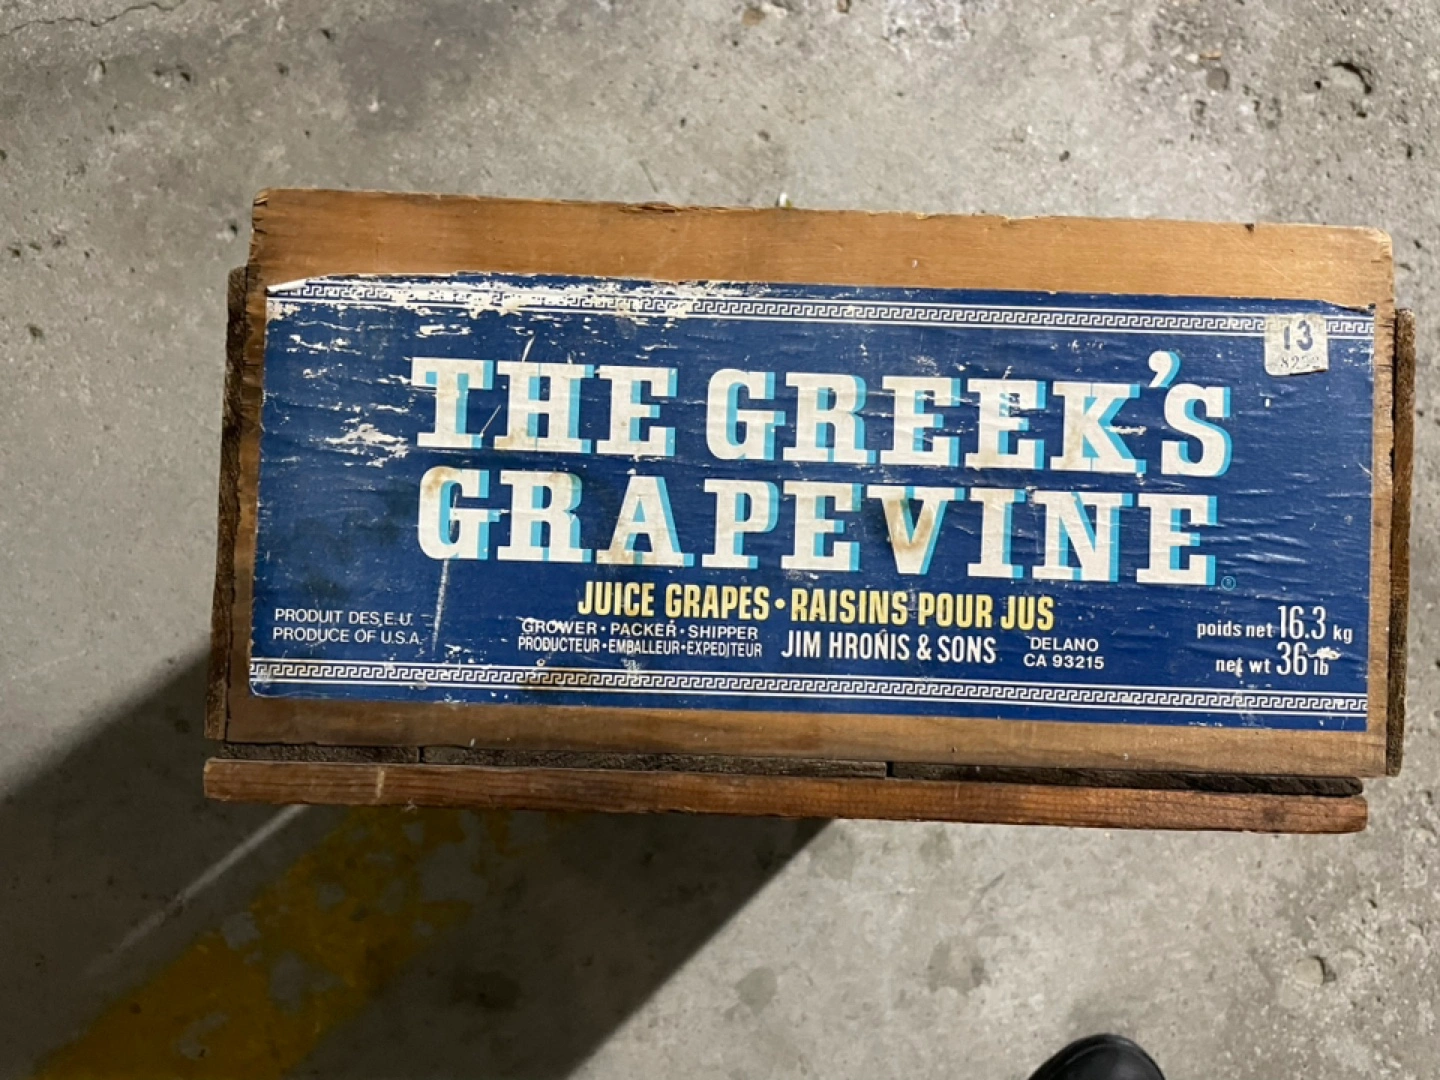 13
THE GREEK'S
GRAPEVINE®
JUICE GRAPES • RAISINS POUR JUS
PRODUIT DES E.U.
PRODUCE OF U.S.A.
GROWER • PACKER • SHIPPER
PRODUCTEUR • EMBALLEUR • EXPEDITEUR
JIM HRONIS & SONS
DELANO
CA 93215
poids net 16.3 kg
net wt 36 lb